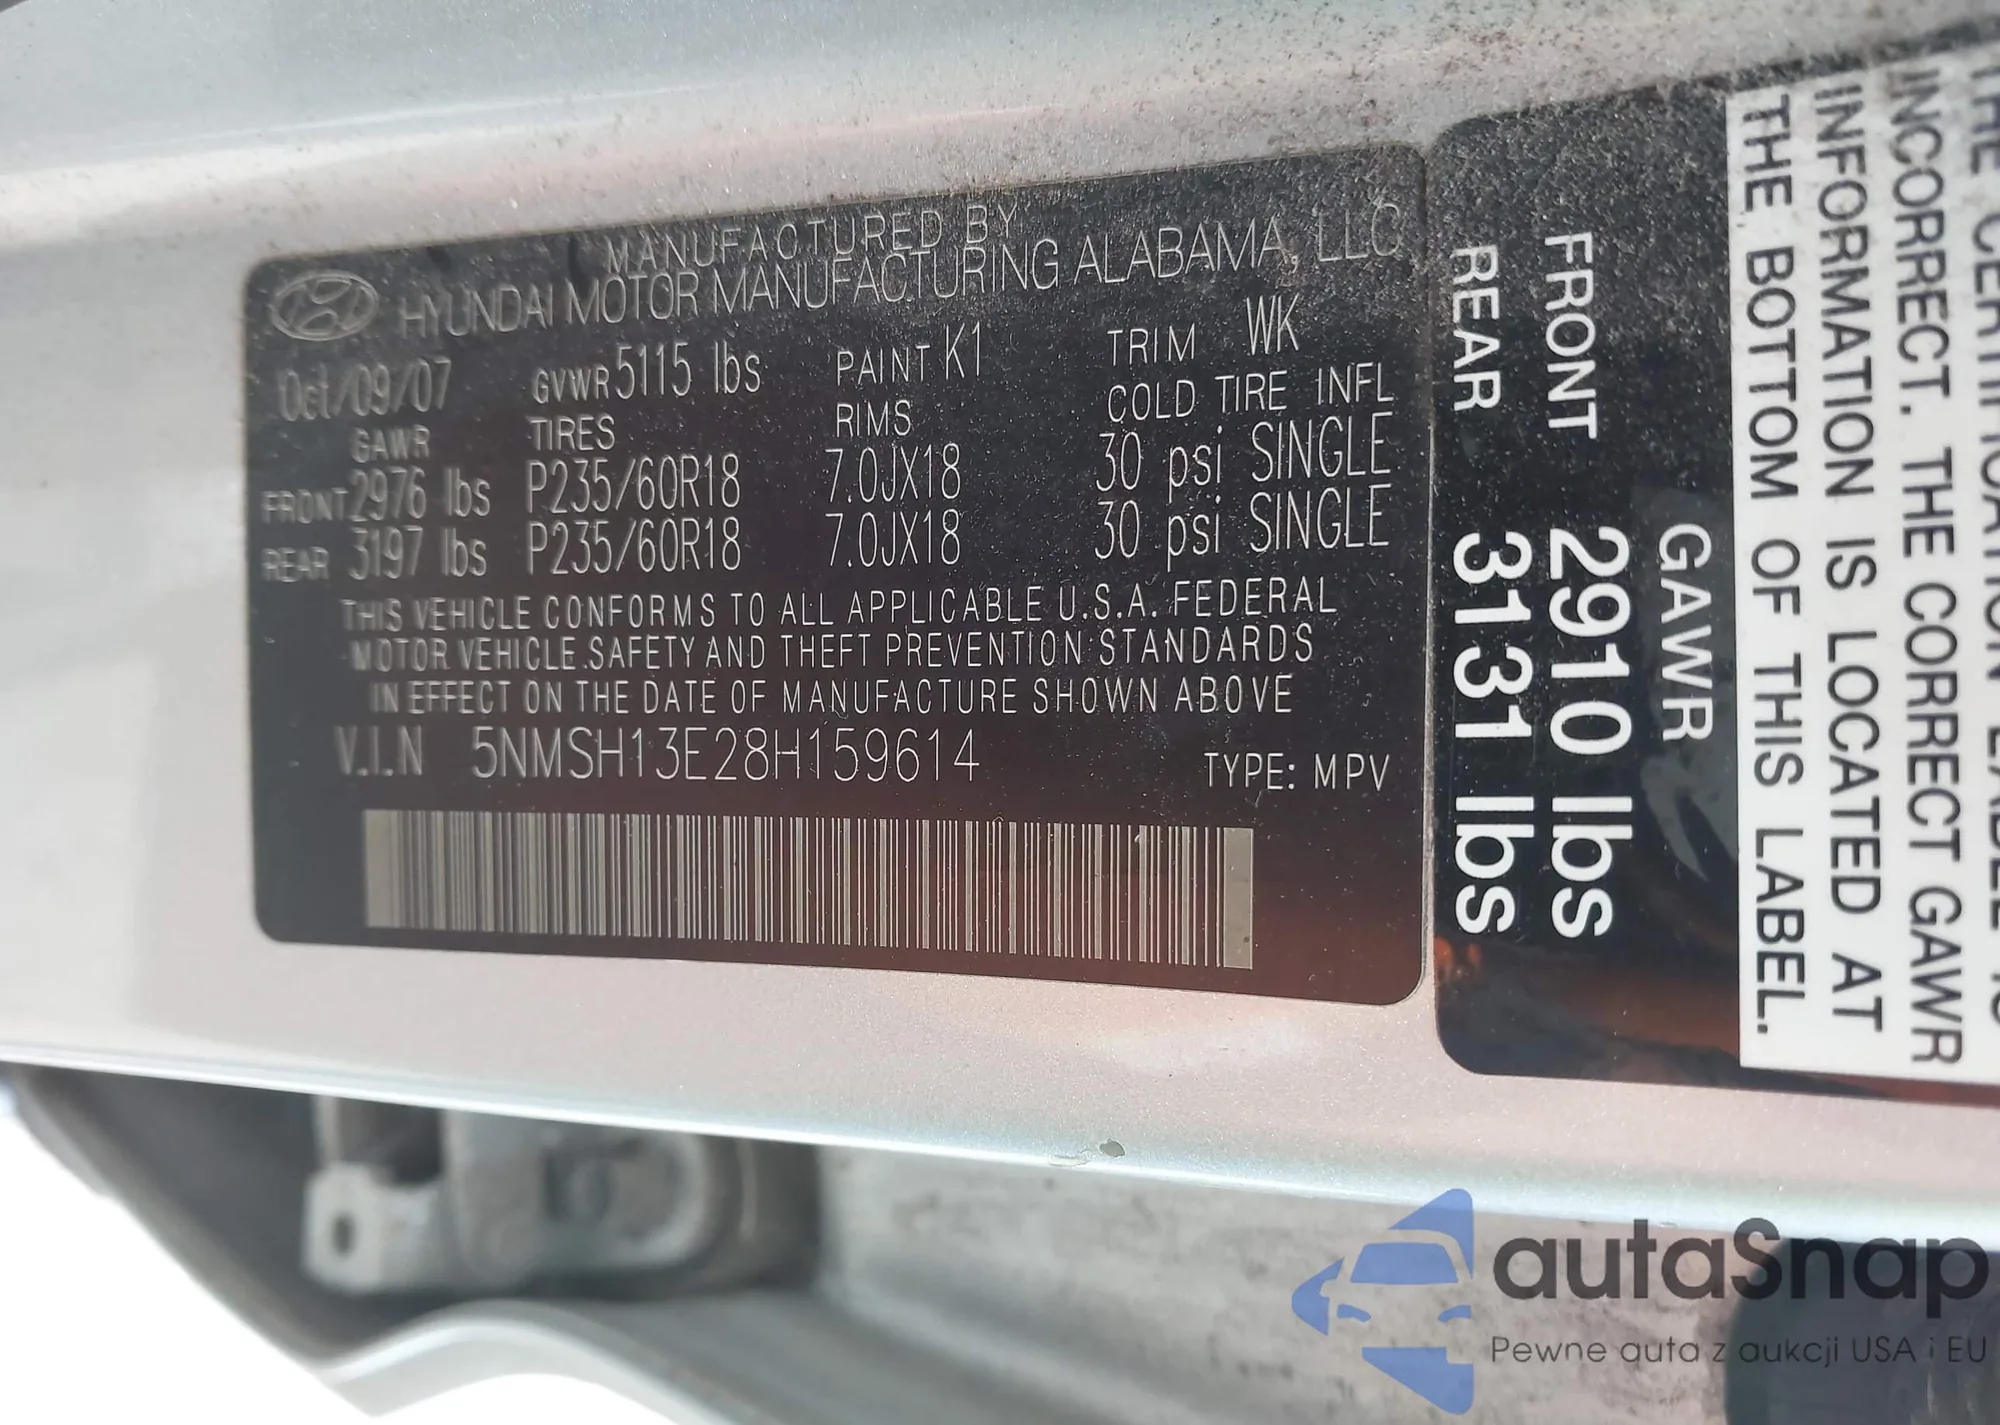 MANUFACTURED BY
HYUNDAI MOTOR MANUFACTURING ALABAMA, LLC
Oct/09/07 GVWR 5115 lbs PAINT K1 TRIM WK
GAWR TIRES RIMS COLD TIRE INFL
FRONT 2976 lbs P235/60R18 7.0JX18 30 psi SINGLE
REAR 3197 lbs P235/60R18 7.0JX18 30 psi SINGLE
THIS VEHICLE CONFORMS TO ALL APPLICABLE U.S.A. FEDERAL
MOTOR VEHICLE SAFETY AND THEFT PREVENTION STANDARDS
IN EFFECT ON THE DATE OF MANUFACTURE SHOWN ABOVE
V.I.N 5NMSH13E28H159614
TYPE: MPV
THE CERTIFICATION LABEL IS
INCORRECT. THE CORRECT GAWR
INFORMATION IS LOCATED AT
THE BOTTOM OF THIS LABEL.
GAWR
FRONT 2910 lbs
REAR 3131 lbs
autaSnap
Pewne auta z aukcji USA i EU